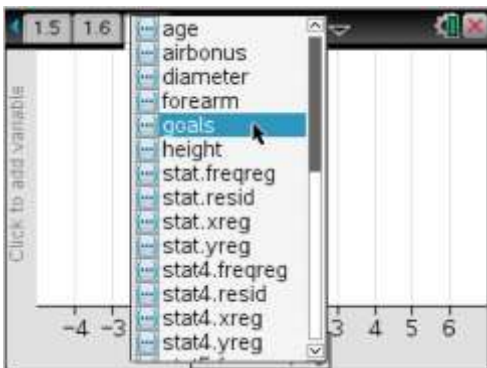 1.5 1.6
age
airbonus
diameter
forearm
goals
height
stat.freqreg
stat.resid
stat.xreg
stat.yreg
stat4.freqreg
stat4.resid
stat4.xreg
stat4.yreg
Click to add variable
-4 -3 3 4 5 6